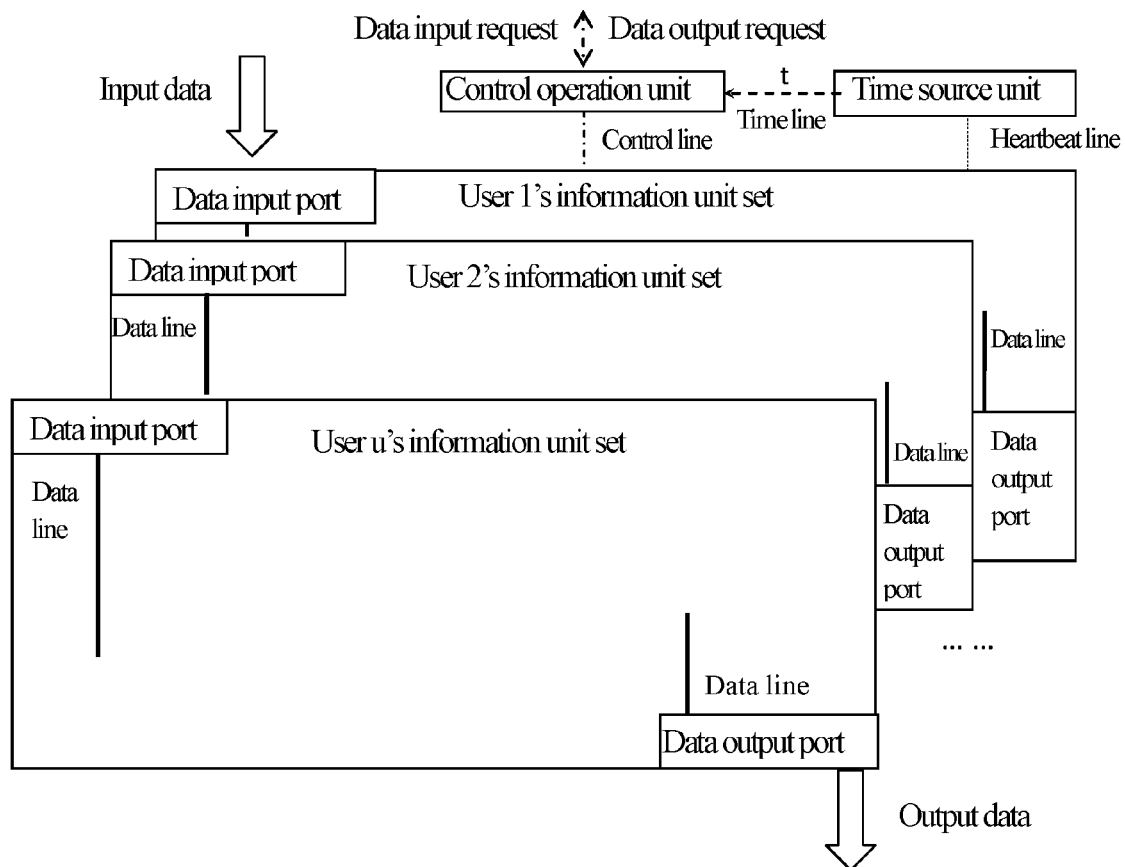 Data input request
Data output request
Input data
Control operation unit
t
Time source unit
Time line
Control line
Heartbeat line
Data input port
User 1's information unit set
Data input port
User 2's information unit set
Data line
Data line
Data input port
User u's information unit set
Data line
Data
output
port
Data
line
Data
output
port
... ...
Data line
Data output port
Output data